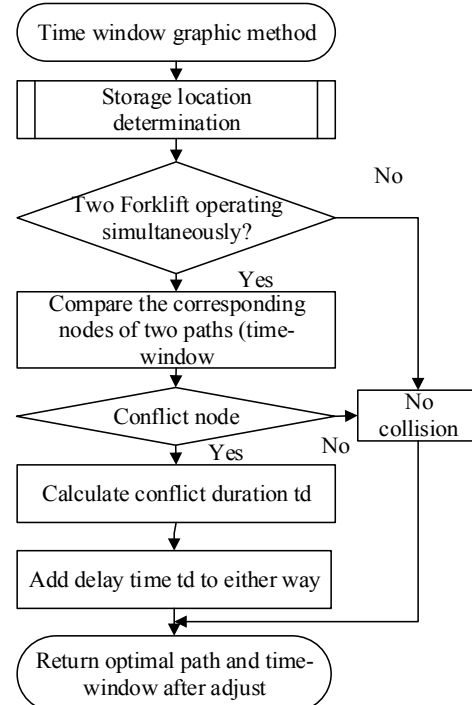 Time window graphic method
Storage location
determination
No
Two Forklift operating
simultaneously?
Yes
Compare the corresponding
nodes of two paths (time-
window
Conflict node
No
collision
No
Yes
Calculate conflict duration td
Add delay time td to either way
Return optimal path and time-
window after adjust